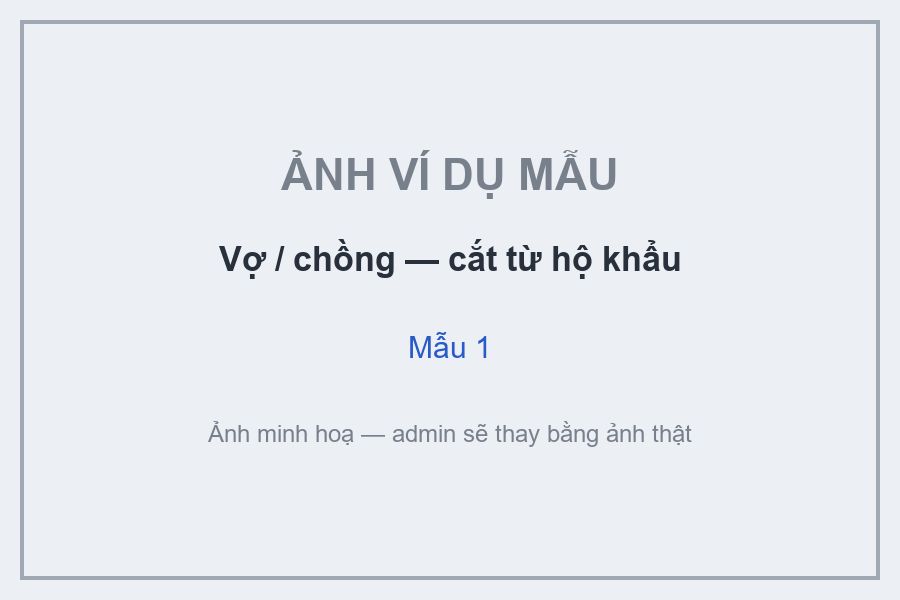 ẢNH VÍ DỤ MẪU
Vợ / chồng — cắt từ hộ khẩu
Mẫu 1
Ảnh minh hoạ — admin sẽ thay bằng ảnh thật